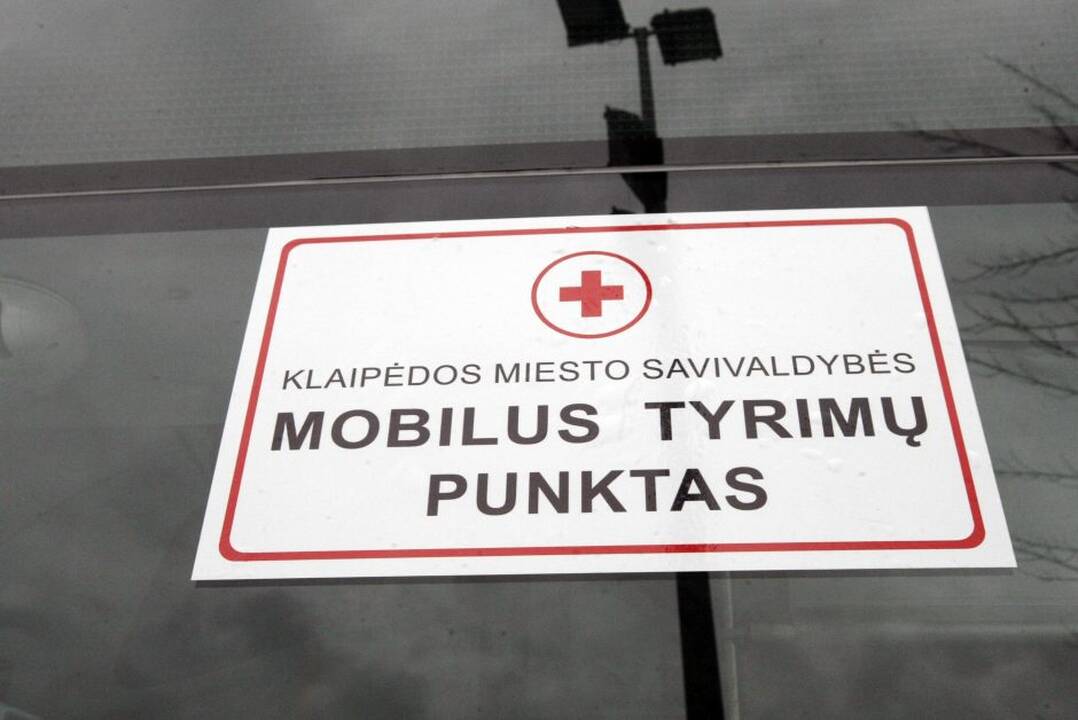 KLAIPĖDOS MIESTO SAVIVALDYBĖS
MOBILUS TYRIMŲ
PUNKTAS